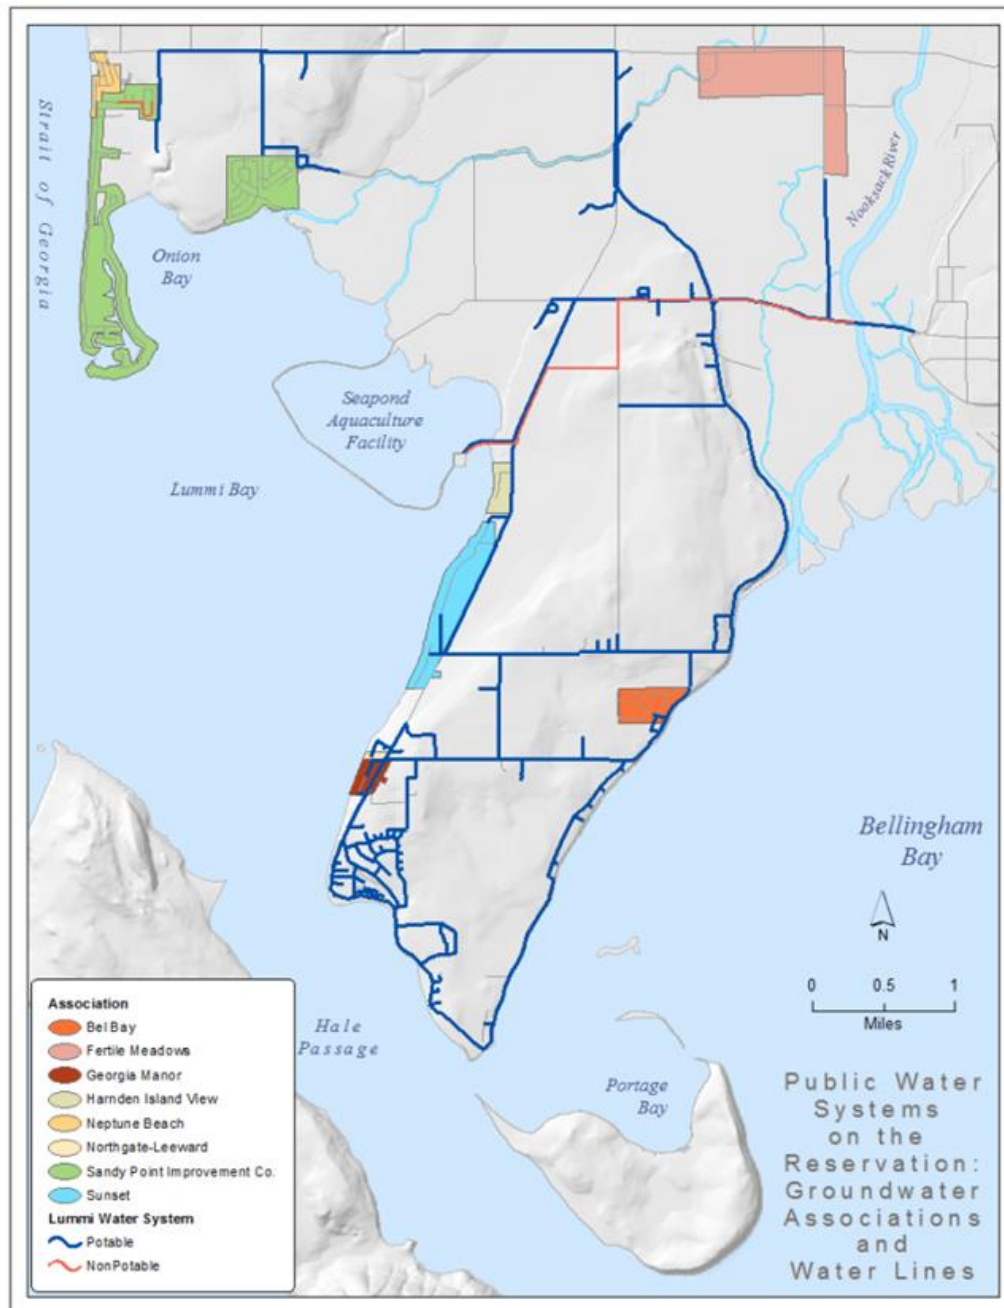 Strait of Georgia
Nooksack River
Onion
Bay
Seapond
Aquaculture
Facility
Lummi Bay
Bellingham
Bay
N
0 0.5 1
Miles
Hale
Passage
Portage
Bay
Association
Bel Bay
Fertile Meadows
Georgia Manor
Harnden Island View
Neptune Beach
Northgate-Leeward
Sandy Point Improvement Co.
Sunset
Lummi Water System
Potable
NonPotable
Public Water
Systems
on the
Reservation:
Groundwater
Associations
and
Water Lines